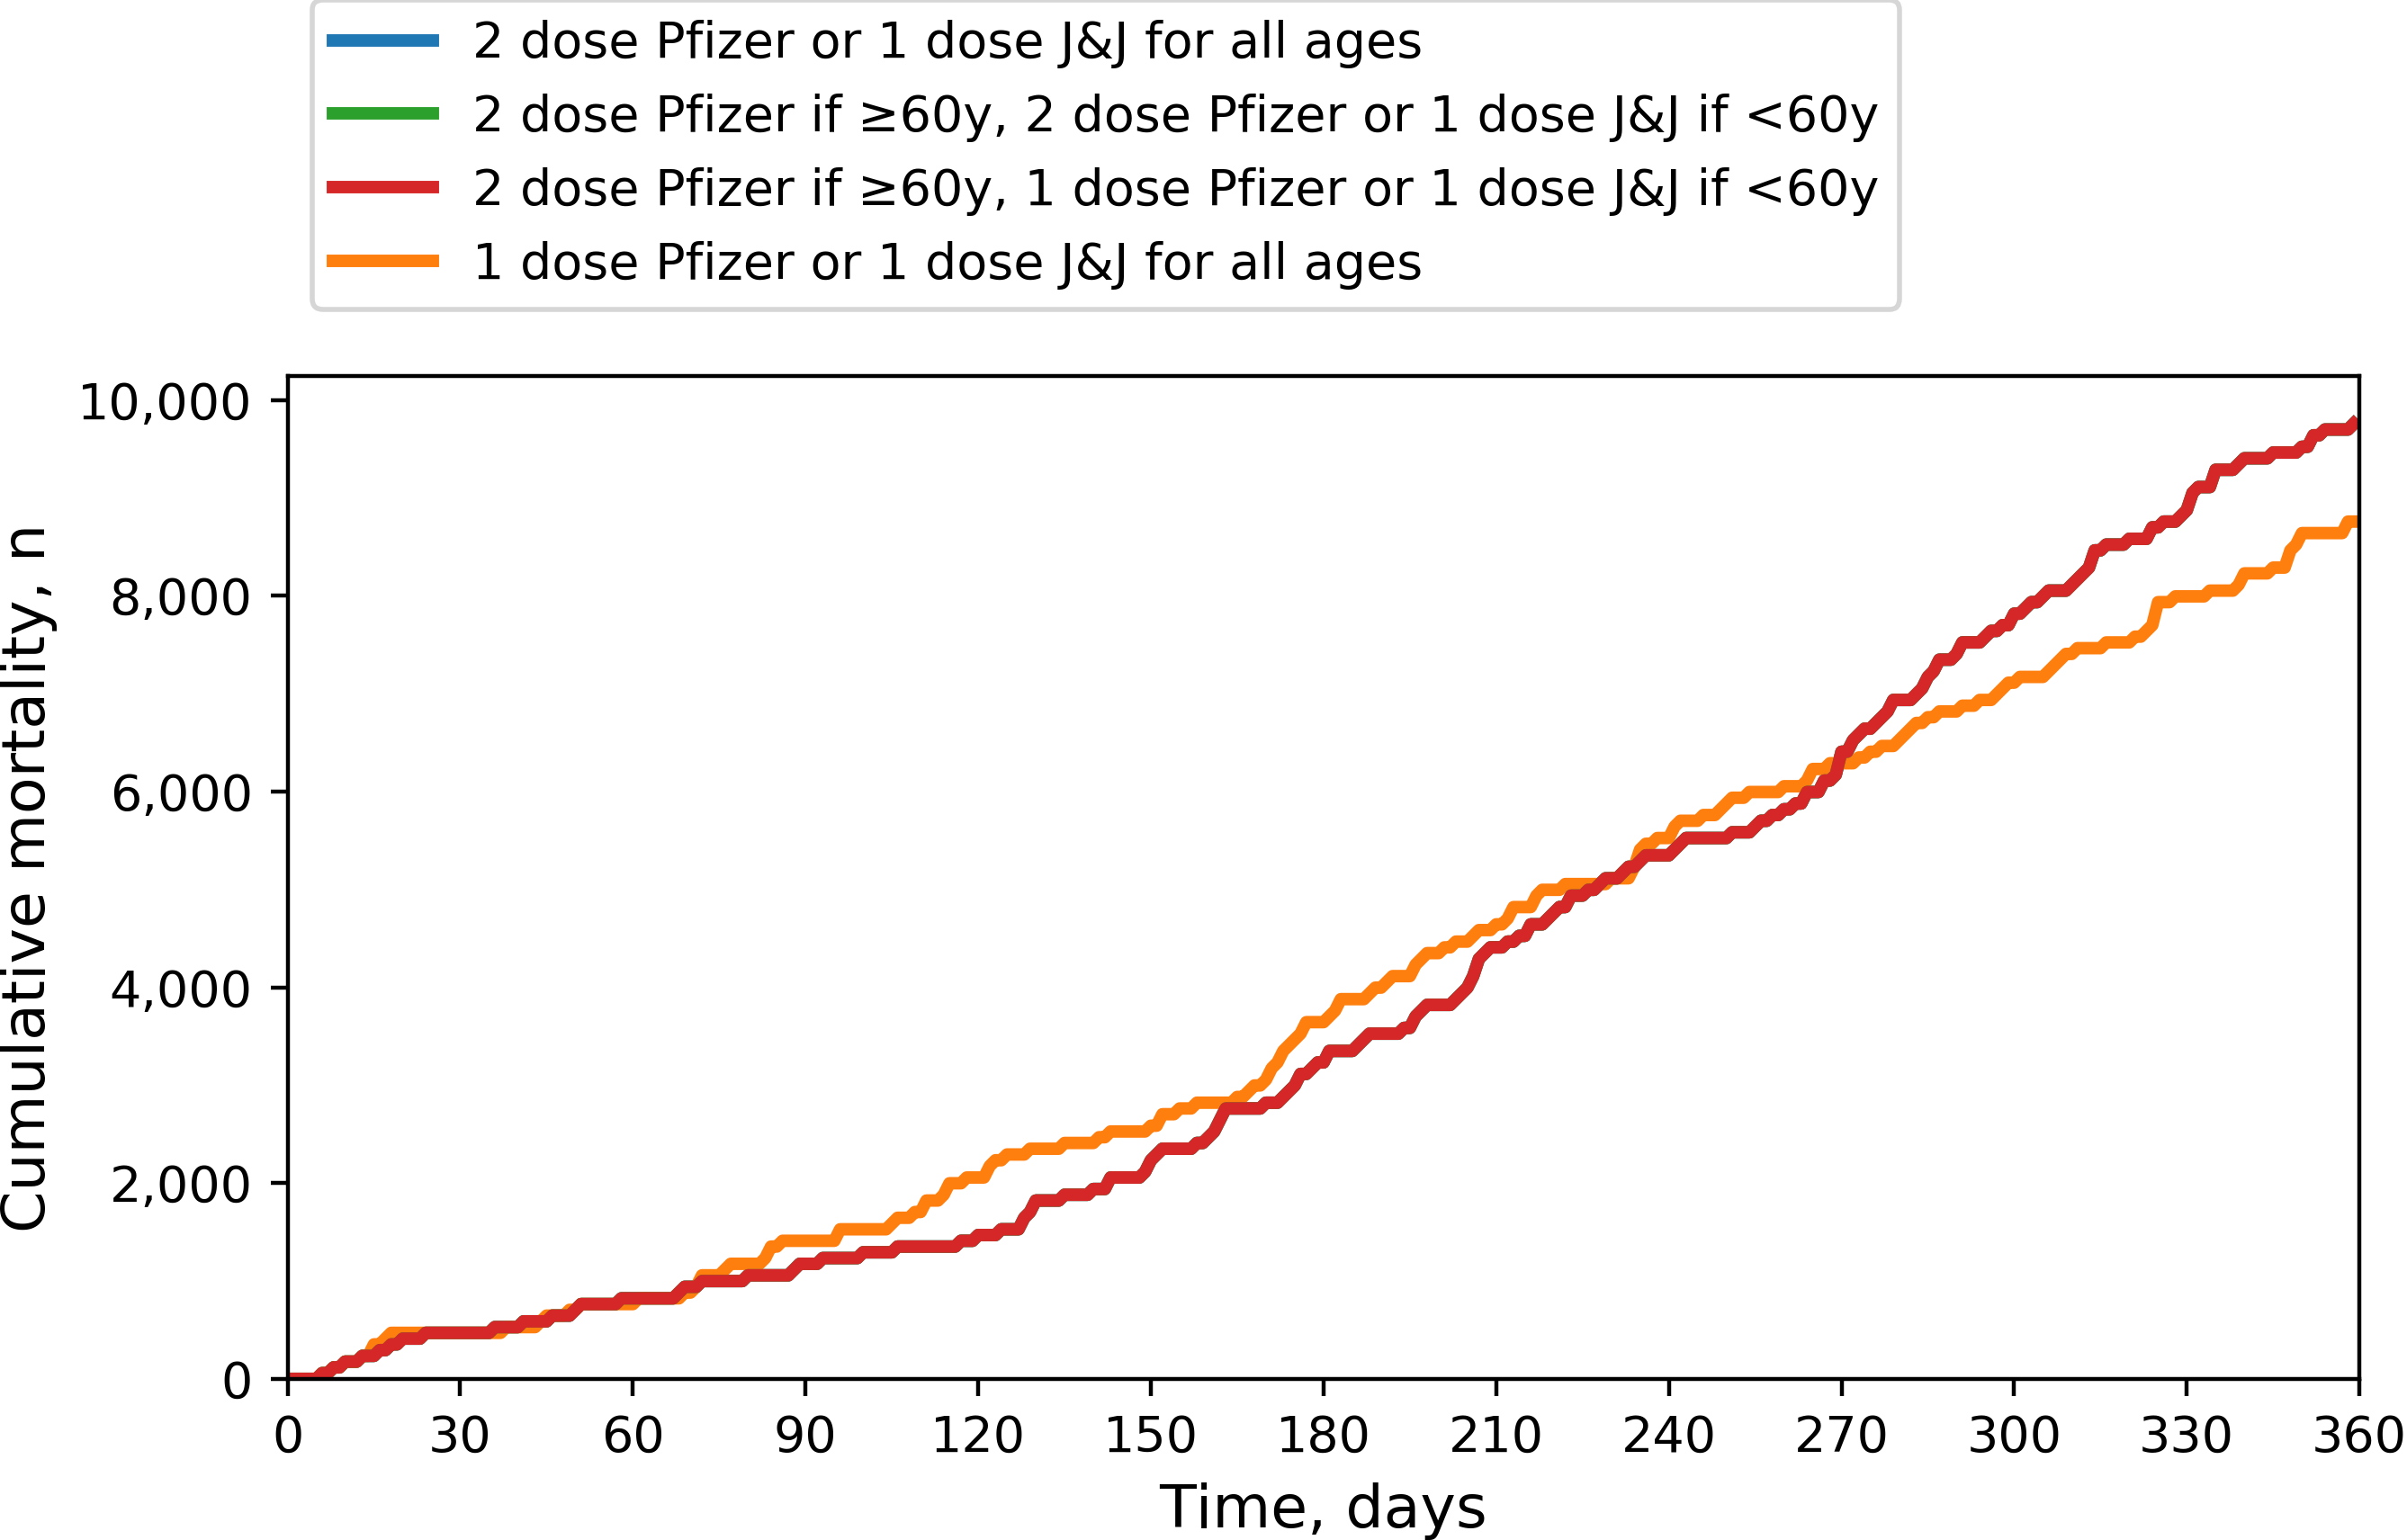 2 dose Pfizer or 1 dose J&J for all ages
2 dose Pfizer if ≥60y, 2 dose Pfizer or 1 dose J&J if <60y
2 dose Pfizer if ≥60y, 1 dose Pfizer or 1 dose J&J if <60y
1 dose Pfizer or 1 dose J&J for all ages
Cumulative mortality, n
10,000
8,000
6,000
4,000
2,000
0
0 30 60 90 120 150 180 210 240 270 300 330 360
Time, days